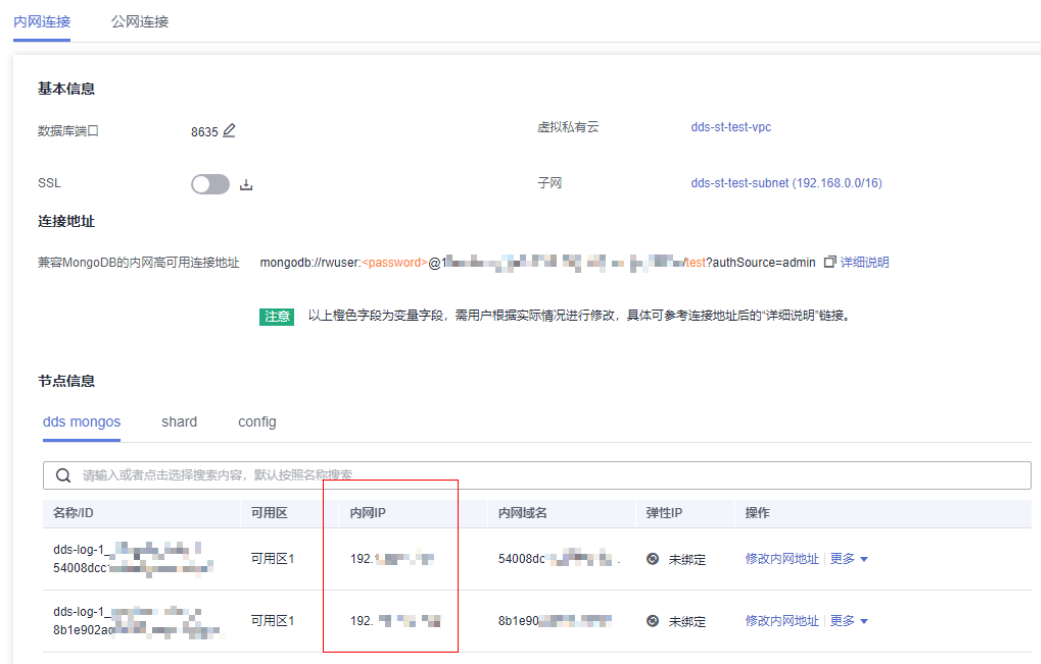 内网连接 公网连接
基本信息
数据库端口 8635 虚拟私有云 dds-st-test-vpc
SSL 子网 dds-st-test-subnet (192.168.0.0/16)
连接地址
兼容MongoDB的内网高可用连接地址 mongodb://rwuser:<password>@1 /test?authSource=admin 详细说明
注意 以上橙色字段为变量字段，需用户根据实际情况进行修改，具体可参考连接地址后的“详细说明”链接。
节点信息
dds mongos shard config
请输入或者点击选择搜索内容，默认按照名称搜索
名称/ID 可用区 内网IP 内网域名 弹性IP 操作
dds-log-1_
54008dcc 可用区1 192. 54008dc 未绑定 修改内网地址 更多
dds-log-1_
8b1e902a 可用区1 192. 8b1e90 未绑定 修改内网地址 更多